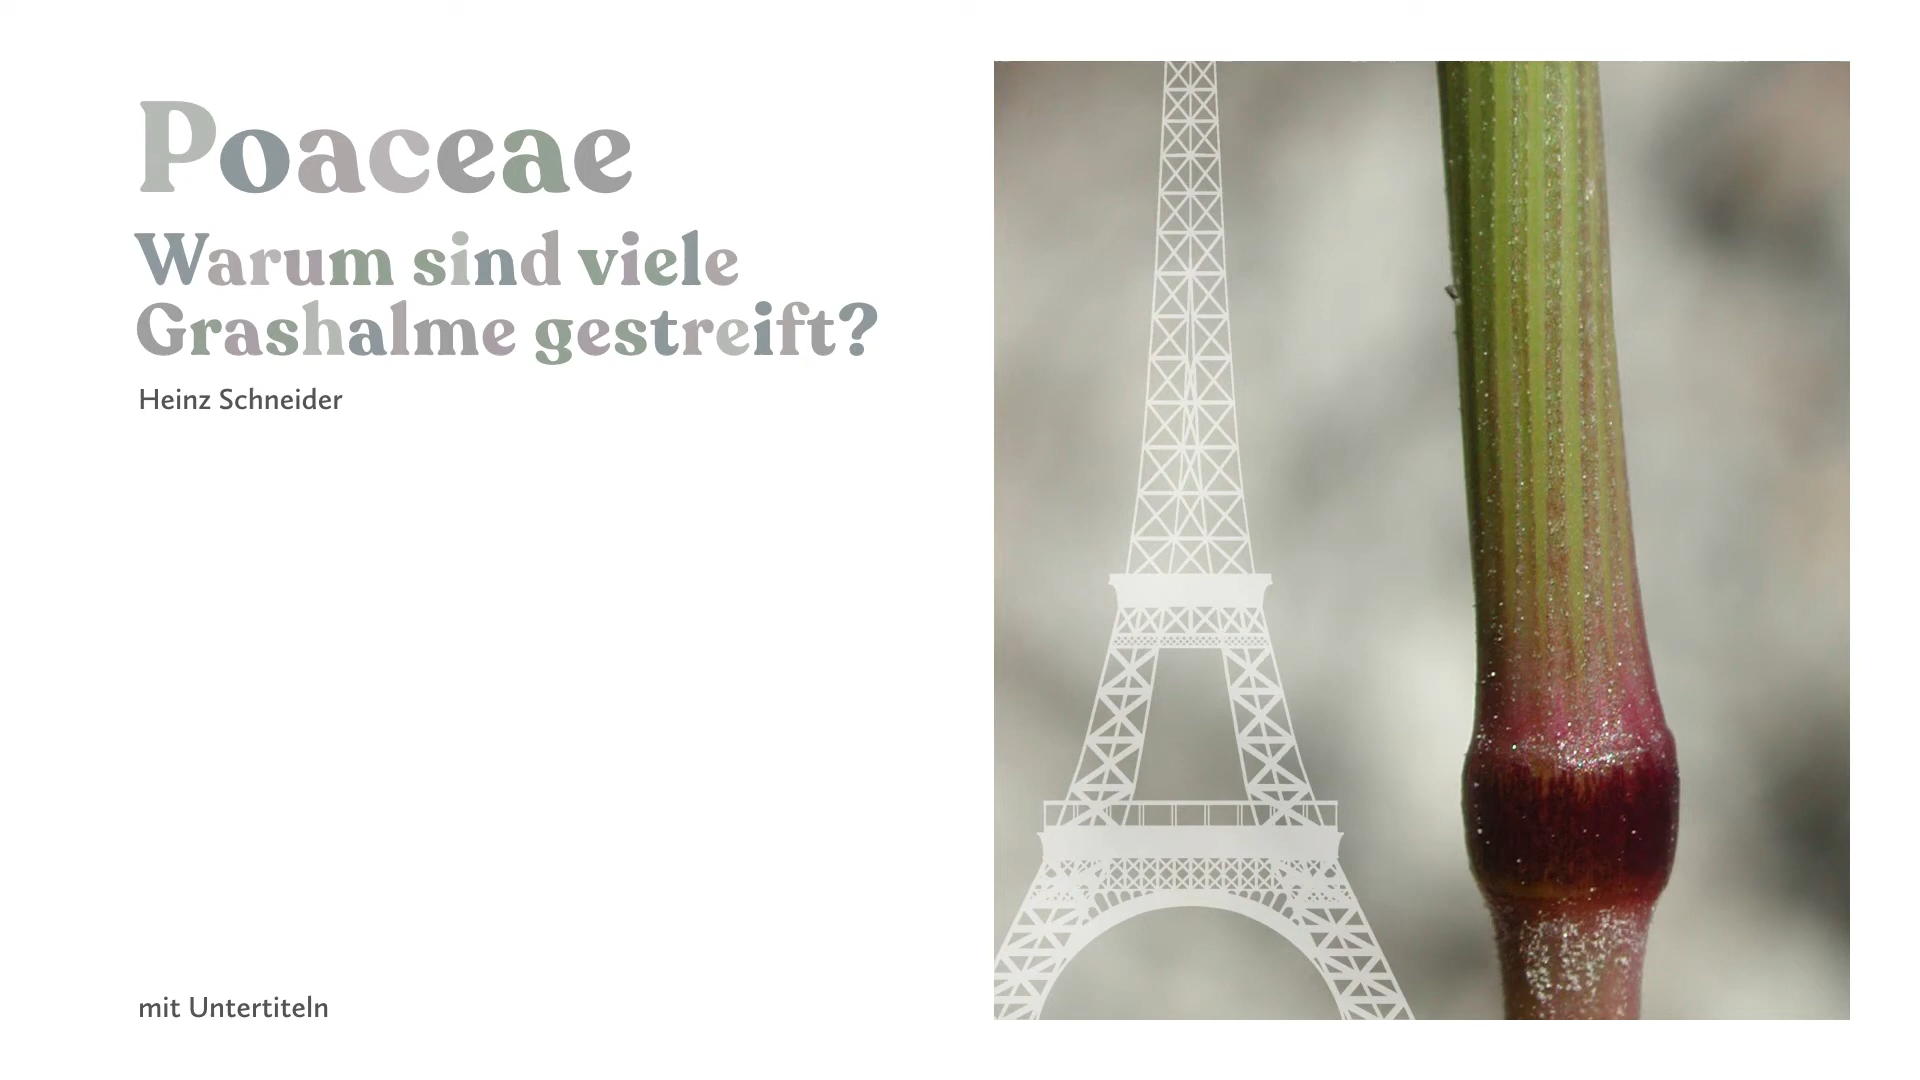 Poaceae
Warum sind viele
Grashalme gestreift?
Heinz Schneider
mit Untertiteln